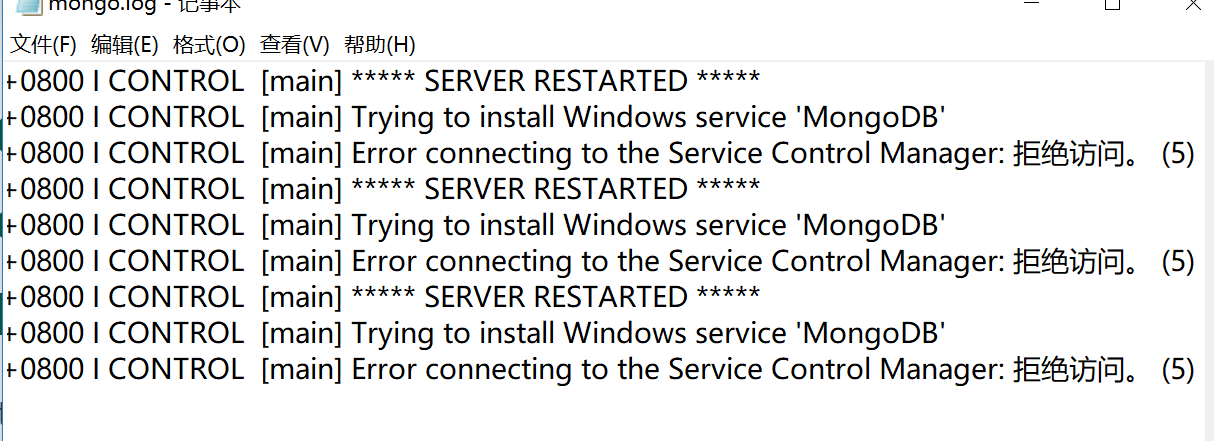 mongo.log - 记事本
文件(F) 编辑(E) 格式(O) 查看(V) 帮助(H)
+0800 I CONTROL  [main] ***** SERVER RESTARTED *****
+0800 I CONTROL  [main] Trying to install Windows service 'MongoDB'
+0800 I CONTROL  [main] Error connecting to the Service Control Manager: 拒绝访问。 (5)
+0800 I CONTROL  [main] ***** SERVER RESTARTED *****
+0800 I CONTROL  [main] Trying to install Windows service 'MongoDB'
+0800 I CONTROL  [main] Error connecting to the Service Control Manager: 拒绝访问。 (5)
+0800 I CONTROL  [main] ***** SERVER RESTARTED *****
+0800 I CONTROL  [main] Trying to install Windows service 'MongoDB'
+0800 I CONTROL  [main] Error connecting to the Service Control Manager: 拒绝访问。 (5)